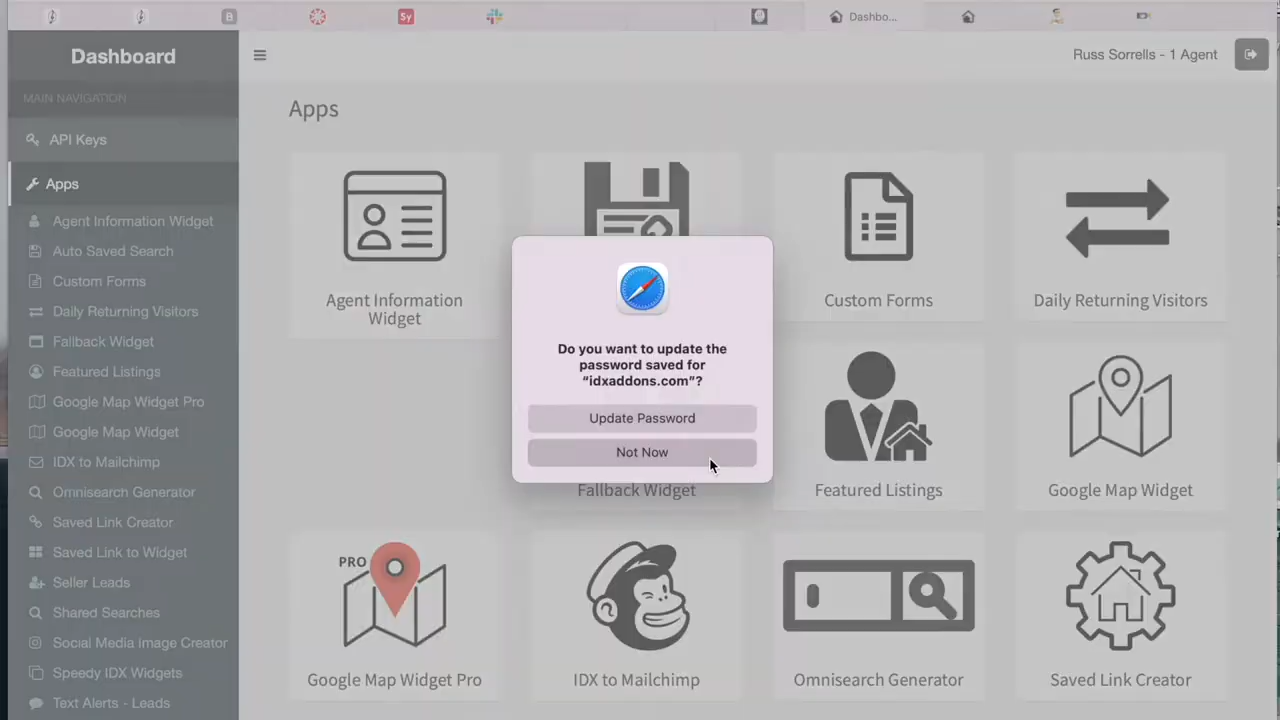 B
Sy
Dashbo...
Dashboard
Russ Sorrells - 1 Agent
MAIN NAVIGATION
API Keys
Apps
Agent Information Widget
Auto Saved Search
Custom Forms
Daily Returning Visitors
Fallback Widget
Featured Listings
Google Map Widget Pro
Google Map Widget
IDX to Mailchimp
Omnisearch Generator
Saved Link Creator
Saved Link to Widget
Seller Leads
Shared Searches
Social Media Image Creator
Speedy IDX Widgets
Text Alerts - Leads
Apps
Agent Information
Widget
Custom Forms
Daily Returning Visitors
Do you want to update the
password saved for
“idxaddons.com”?
Update Password
Not Now
Fallback Widget
Featured Listings
Google Map Widget
PRO
Google Map Widget Pro
IDX to Mailchimp
Omnisearch Generator
Saved Link Creator